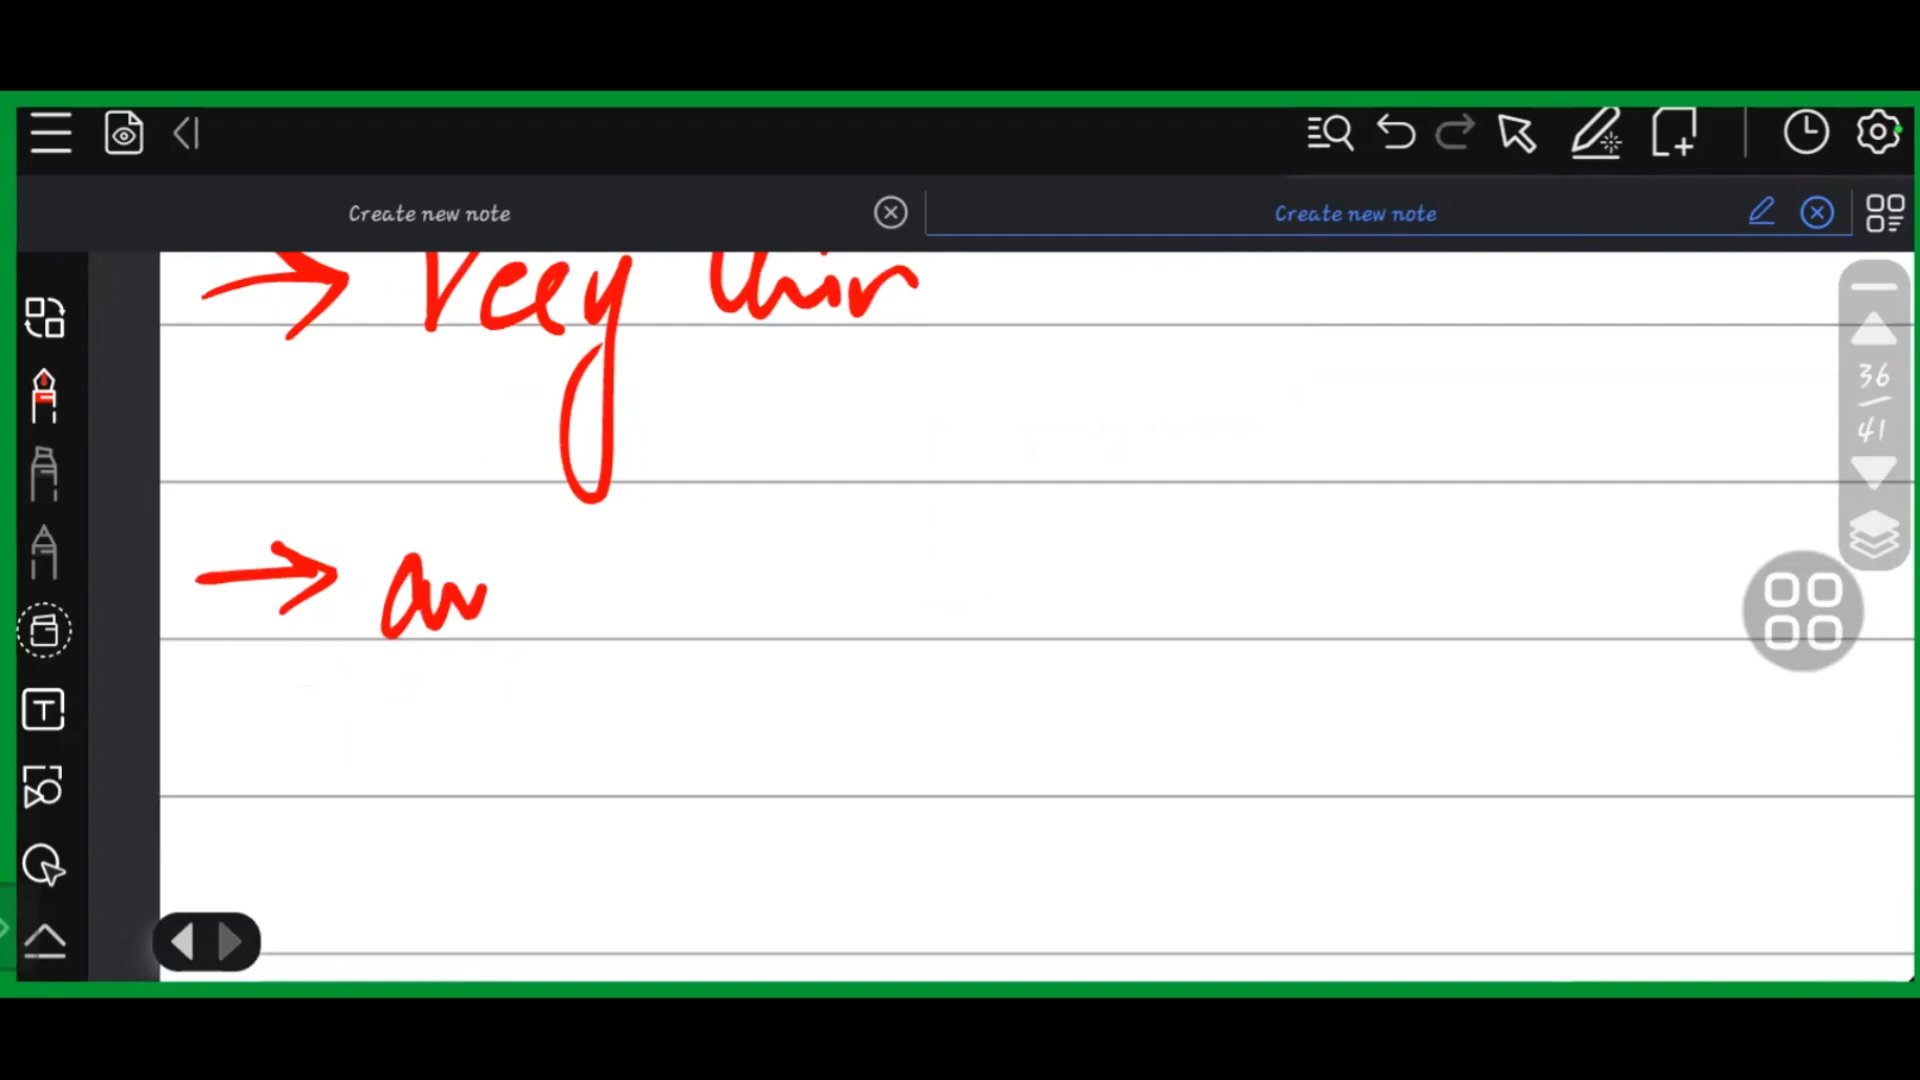 Create new note Create new note
→ Very thin
36
41
→ an
T